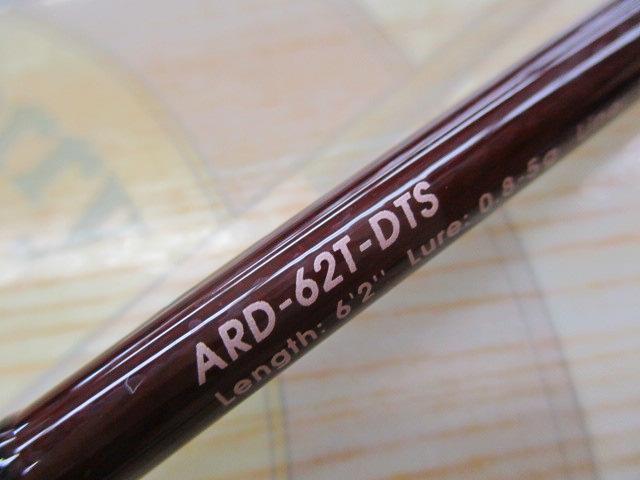 ARD-62T-DTS
Length: 6'2'' Lure: 0.8-5g